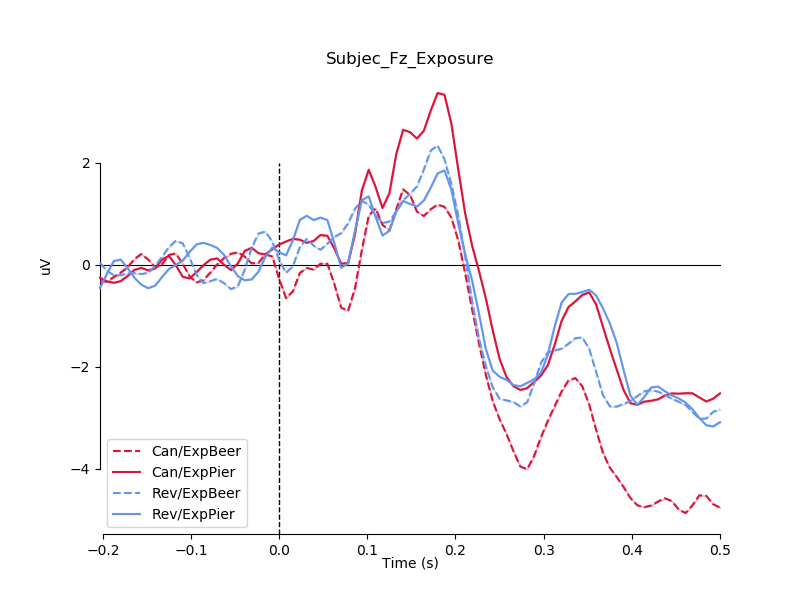 Subjec_Fz_Exposure
uV
2
0
−2
−4
Can/ExpBeer
Can/ExpPier
Rev/ExpBeer
Rev/ExpPier
−0.2 −0.1 0.0 0.1 0.2 0.3 0.4 0.5
Time (s)